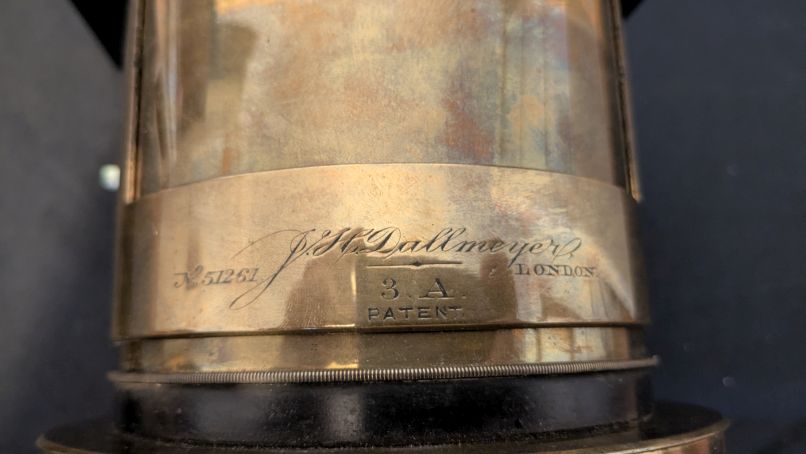 No 51261 J.H. Dallmeyer LONDON.
3. A.
PATENT.